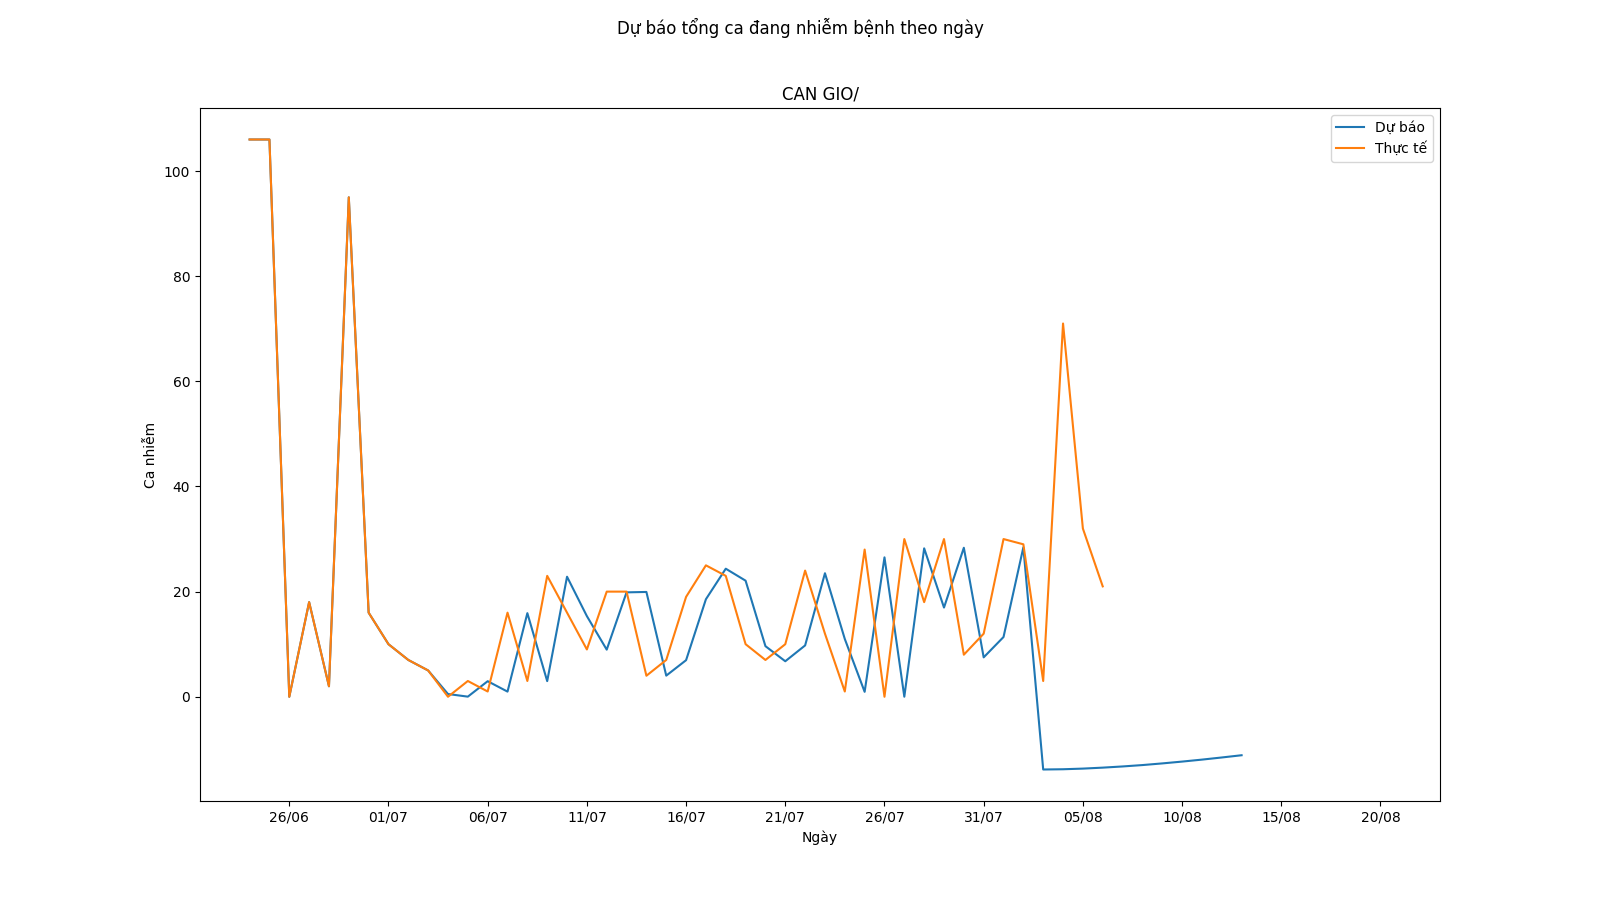 Dự báo tổng ca đang nhiễm bệnh theo ngày
CAN GIO/
Dự báo
Thực tế
100
80
60
40
20
0
Ca nhiễm
26/06 01/07 06/07 11/07 16/07 21/07 26/07 31/07 05/08 10/08 15/08 20/08
Ngày